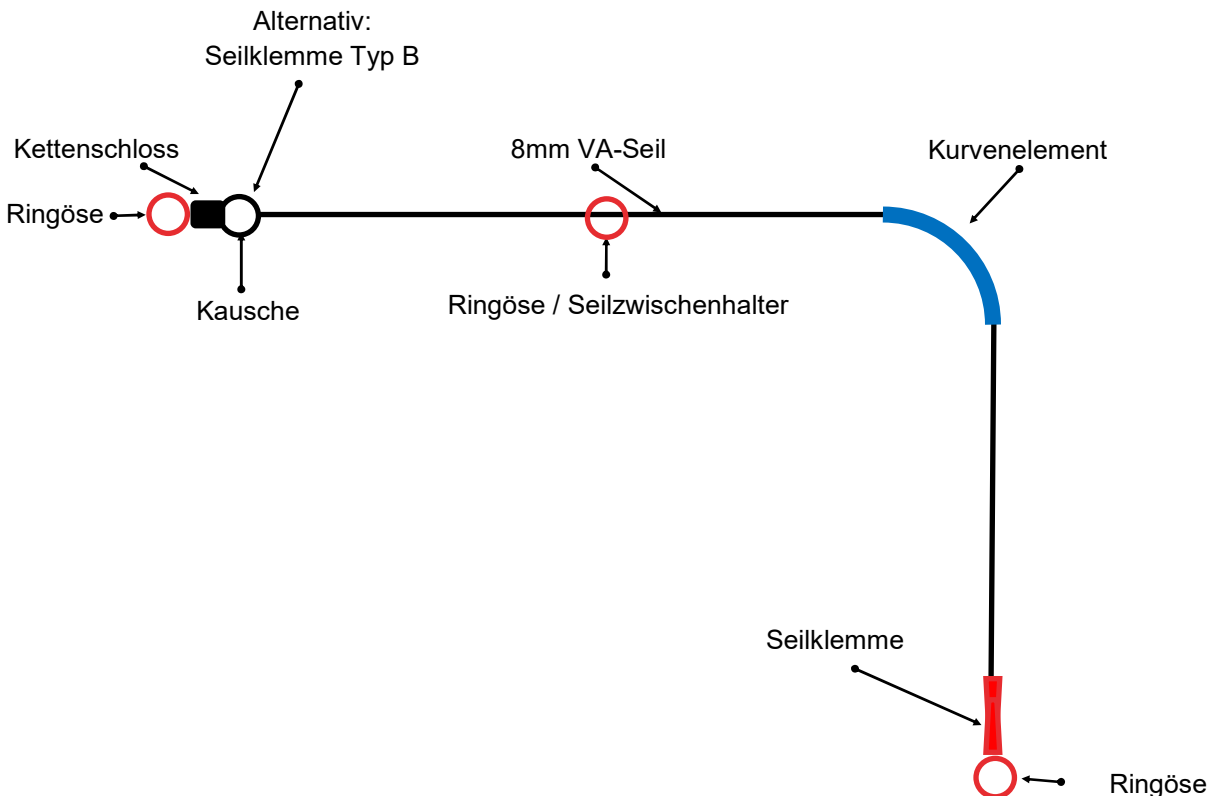 Alternativ:
Seilklemme Typ B
Kettenschloss
8mm VA-Seil
Kurvenelement
Ringöse
Kausche
Ringöse / Seilzwischenhalter
Seilklemme
Ringöse